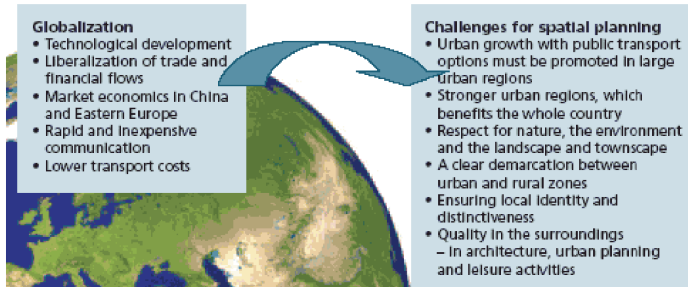 Globalization
• Technological development
• Liberalization of trade and
financial flows
• Market economics in China
and Eastern Europe
• Rapid and inexpensive
communication
• Lower transport costs
Challenges for spatial planning
• Urban growth with public transport
options must be promoted in large
urban regions
• Stronger urban regions, which
benefits the whole country
• Respect for nature, the environment
and the landscape and townscape
• A clear demarcation between
urban and rural zones
• Ensuring local identity and
distinctiveness
• Quality in the surroundings
– in architecture, urban planning
and leisure activities